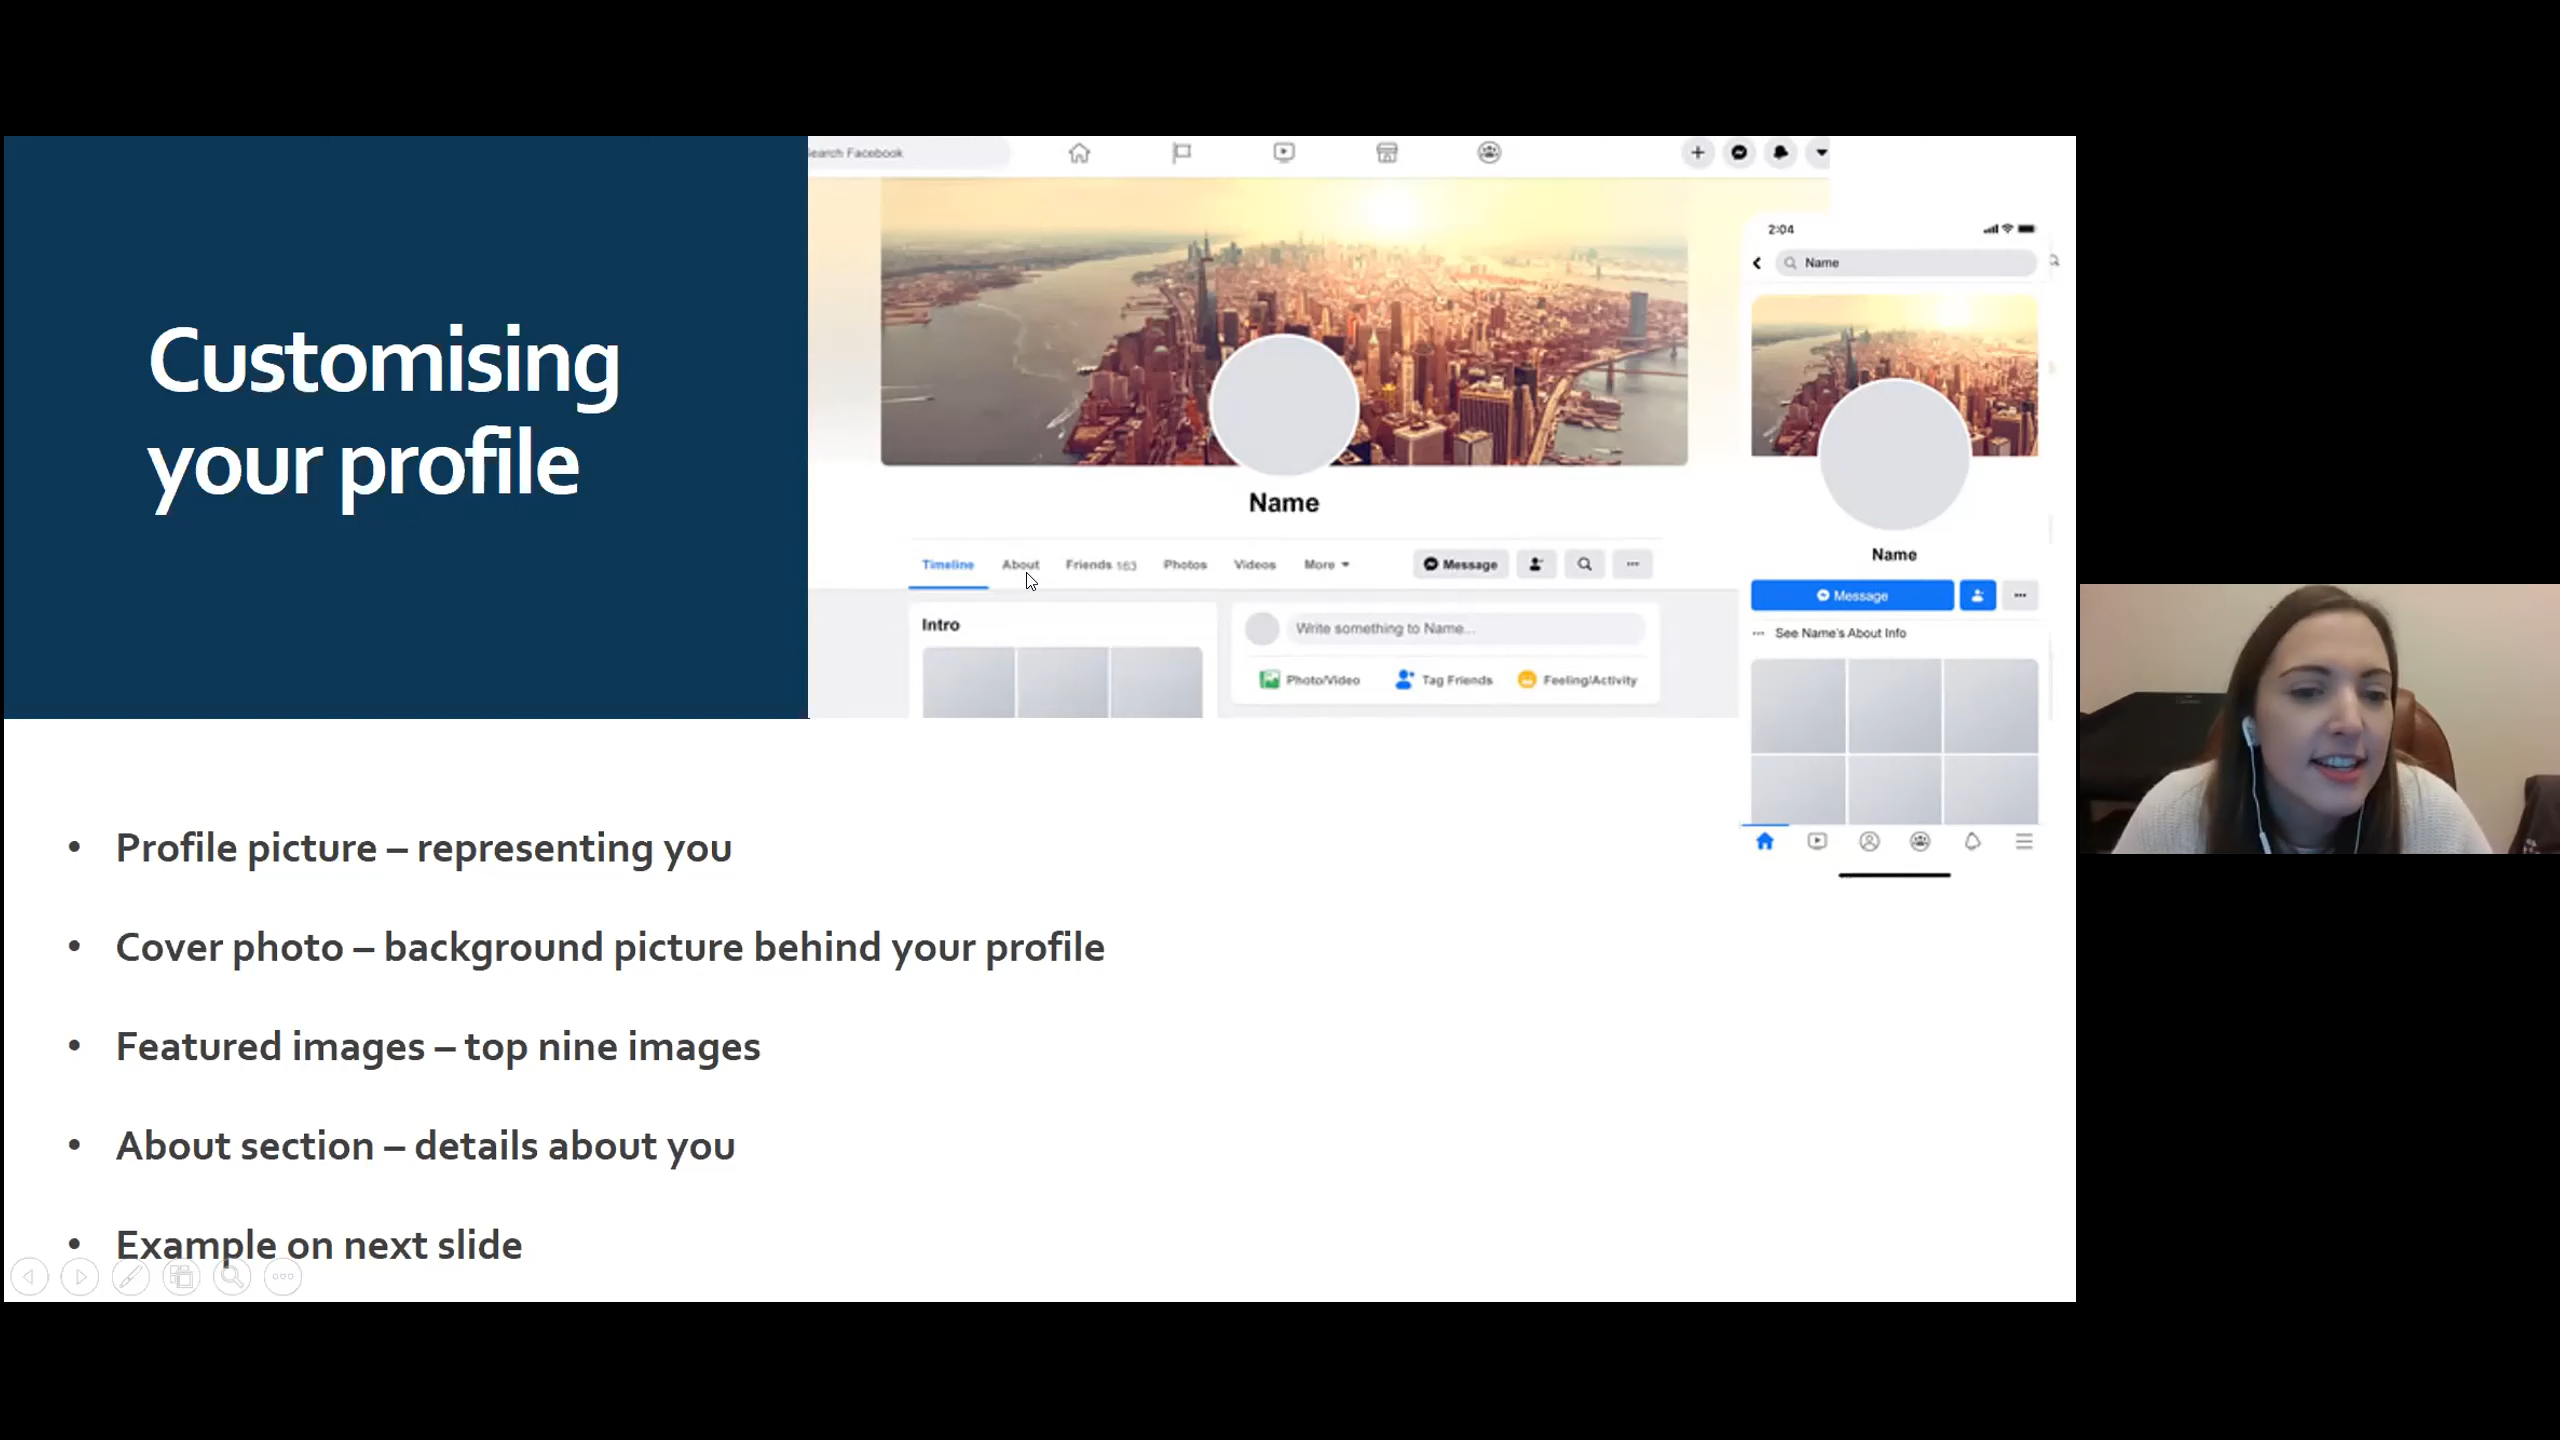 Customising
your profile
earch Facebook
Name
Timeline About Friends 163 Photos Videos More Message
Intro
Write something to Name...
Photo/Video Tag Friends Feeling/Activity
2:04
Name
Name
Message
See Name's About Info
• Profile picture – representing you
• Cover photo – background picture behind your profile
• Featured images – top nine images
• About section – details about you
• Example on next slide